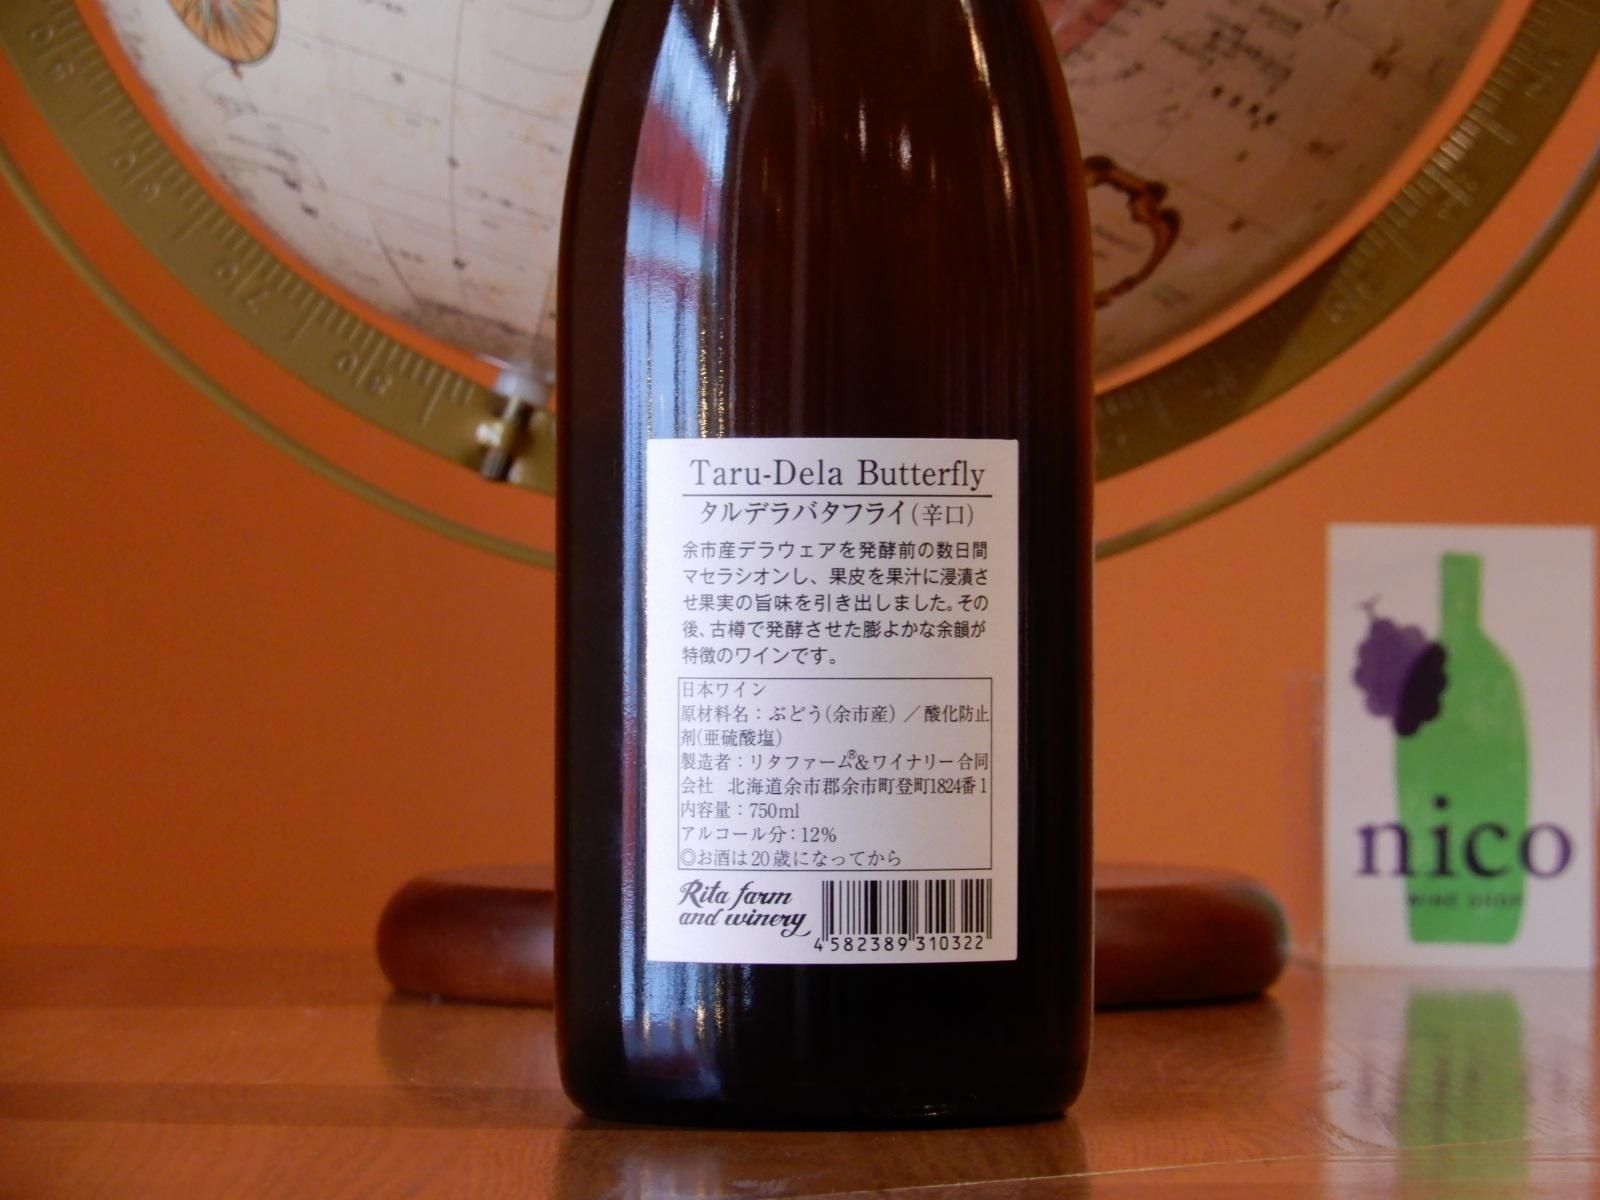 Taru-Dela Butterfly
タルデラバタフライ(辛口)
余市産デラウェアを発酵前の数日間
マセラシオンし、果皮を果汁に浸漬さ
せ果実の旨味を引き出しました。その
後、古樽で発酵させた膨よかな余韻が
特徴のワインです。
日本ワイン
原材料名：ぶどう(余市産)／酸化防止
剤(亜硫酸塩)
製造者：リタファーム®&ワイナリー合同
会社 北海道余市郡余市町登町1824番1
内容量：750ml
アルコール分：12%
◎お酒は20歳になってから
Rita farm
and winery
4582389310322
nico
WINE SHOP